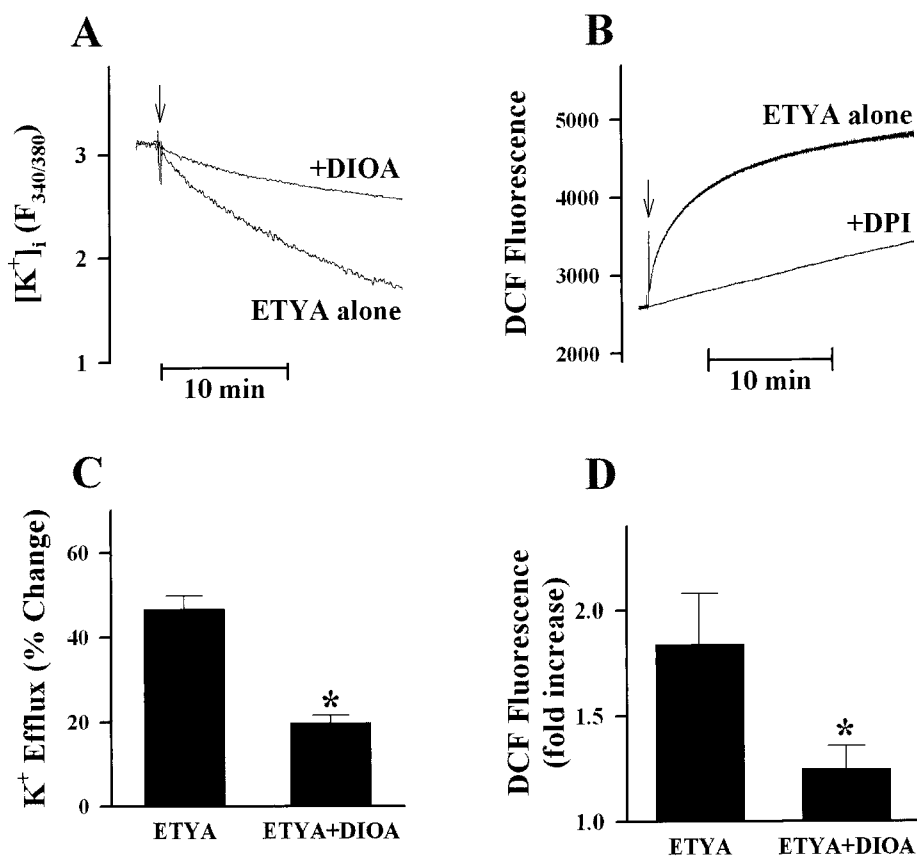 A
[K+]i (F340/380)
3
2
1
+DIOA
ETYA alone
10 min
B
DCF Fluorescence
5000
4000
3000
2000
ETYA alone
+DPI
10 min
C
K+ Efflux (% Change)
60
40
20
0
*
ETYA
ETYA+DIOA
D
DCF Fluorescence
(fold increase)
2.0
1.5
1.0
*
ETYA
ETYA+DIOA